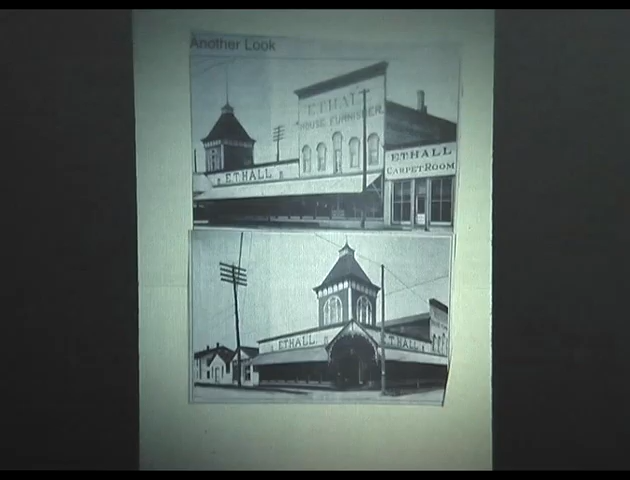 Another Look
E.T.HALL
HOUSE FURNISHER.
E.T.HALL
E.T.HALL
CARPET ROOM
E.T.HALL.
E.T.HALL